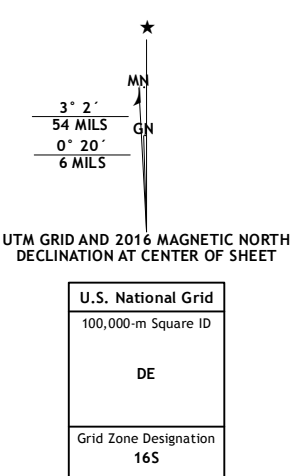 ★
MN
3° 2´
54 MILS
GN
0° 20´
6 MILS
UTM GRID AND 2016 MAGNETIC NORTH
DECLINATION AT CENTER OF SHEET
U.S. National Grid
100,000-m Square ID
DE
Grid Zone Designation
16S